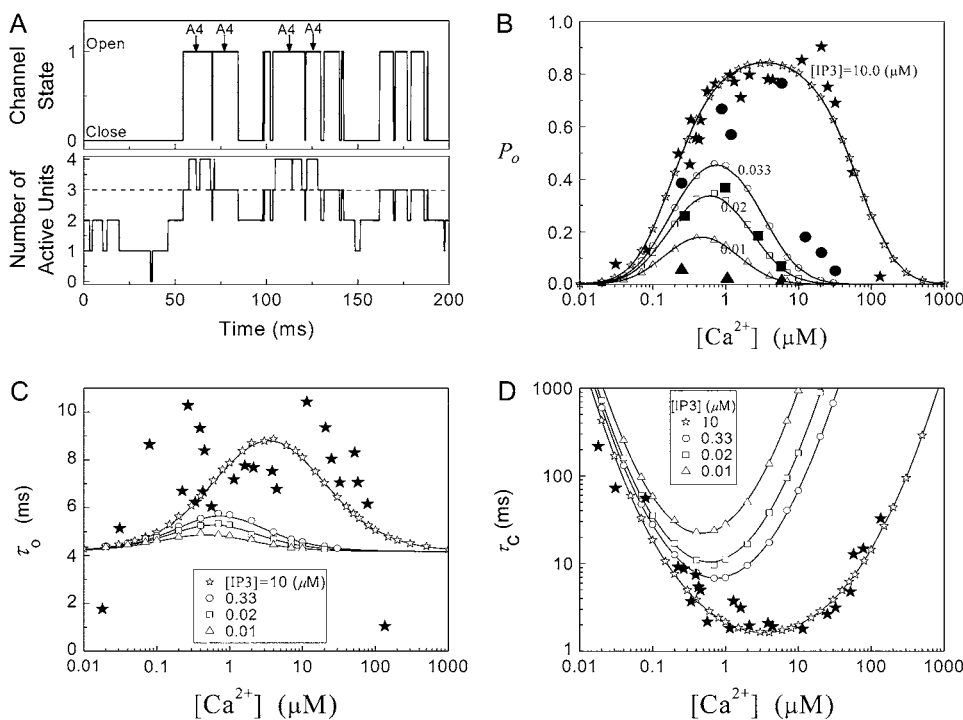 A
A4 A4 A4 A4
Open
1
Channel State
0
Close
4
3
2
1
0
Number of Active Units
0 50 100 150 200
Time (ms)
B
1.0
0.8
0.6
0.4
0.2
0.0
Po
[IP3]=10.0 (μM)
0.033
0.02
0.01
0.01 0.1 1 10 100 1000
[Ca2+] (μM)
C
10
8
6
4
2
0
τo (ms)
[IP3]=10 (μM)
0.33
0.02
0.01
0.01 0.1 1 10 100 1000
[Ca2+] (μM)
D
1000
100
10
1
τC (ms)
[IP3] (μM)
10
0.33
0.02
0.01
0.01 0.1 1 10 100 1000
[Ca2+] (μM)